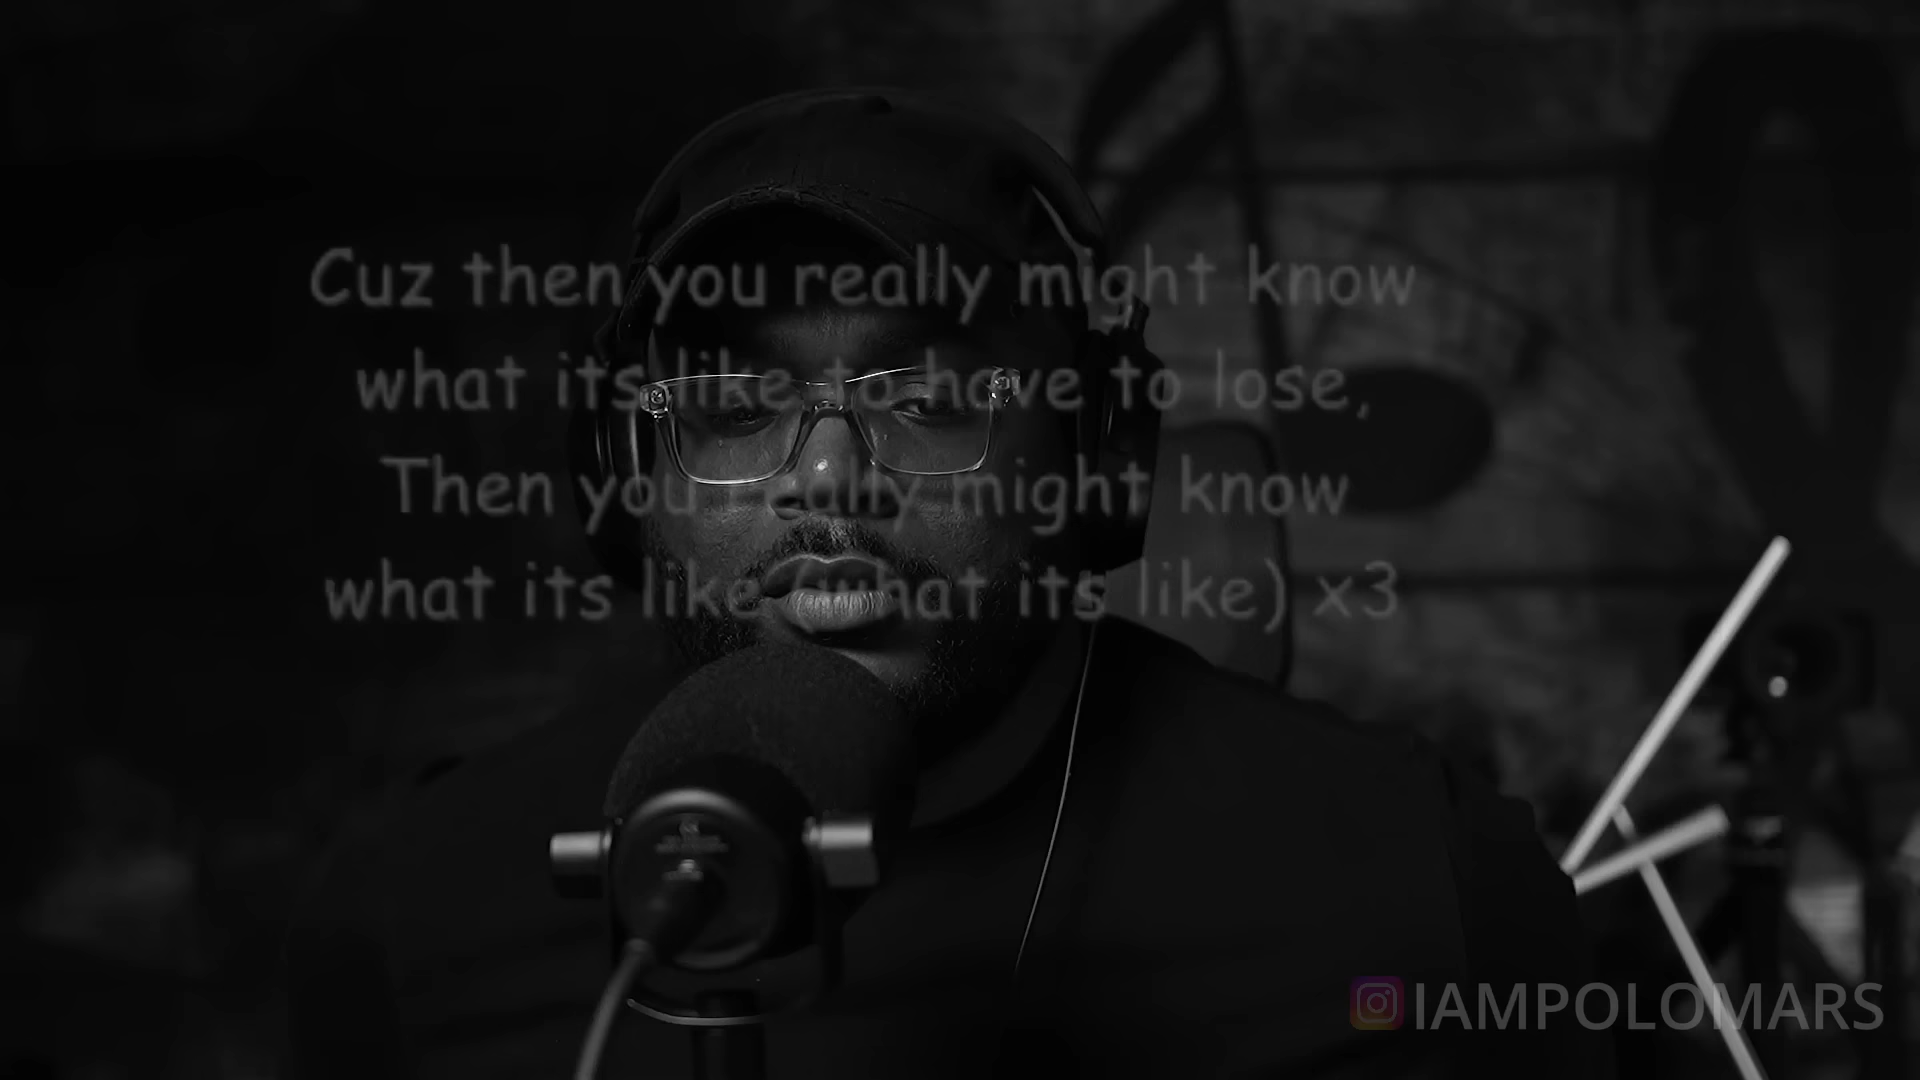 Cuz then you really might know
what its like to have to lose,
Then you really might know
what its like (what its like) x3
IAMPOLOMARS